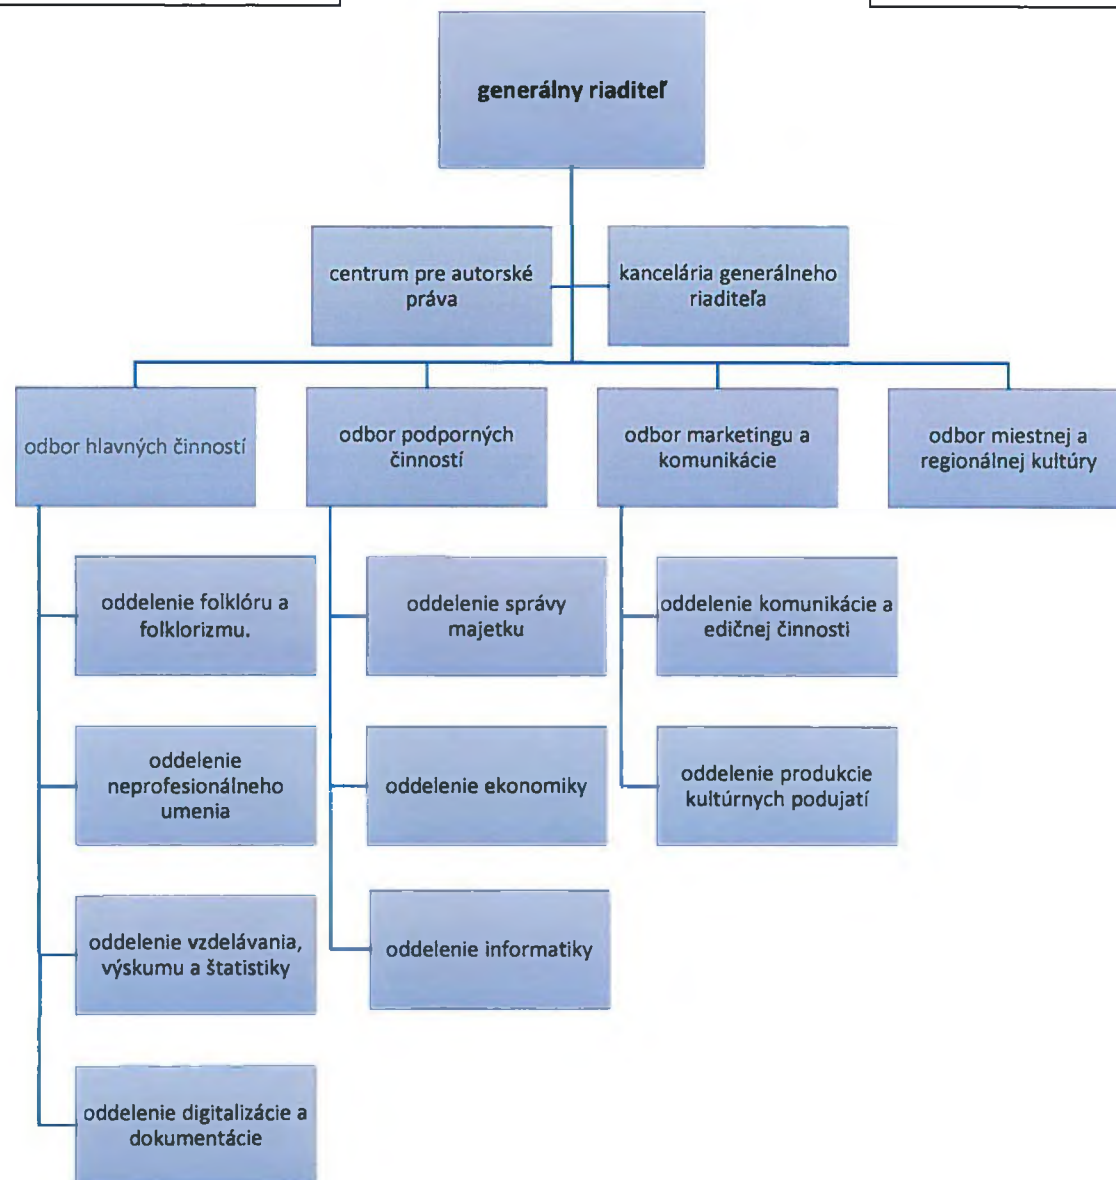 generálny riaditeľ
centrum pre autorské
práva
kancelária generálneho
riaditeľa
odbor hlavných činností
odbor podporných
činností
odbor marketingu a
komunikácie
odbor miestnej a
regionálnej kultúry
oddelenie folklóru a
folklorizmu.
oddelenie
neprofesionálneho
umenia
oddelenie vzdelávania,
výskumu a štatistiky
oddelenie digitalizácie a
dokumentácie
oddelenie správy
majetku
oddelenie ekonomiky
oddelenie informatiky
oddelenie komunikácie a
edičnej činnosti
oddelenie produkcie
kultúrnych podujatí